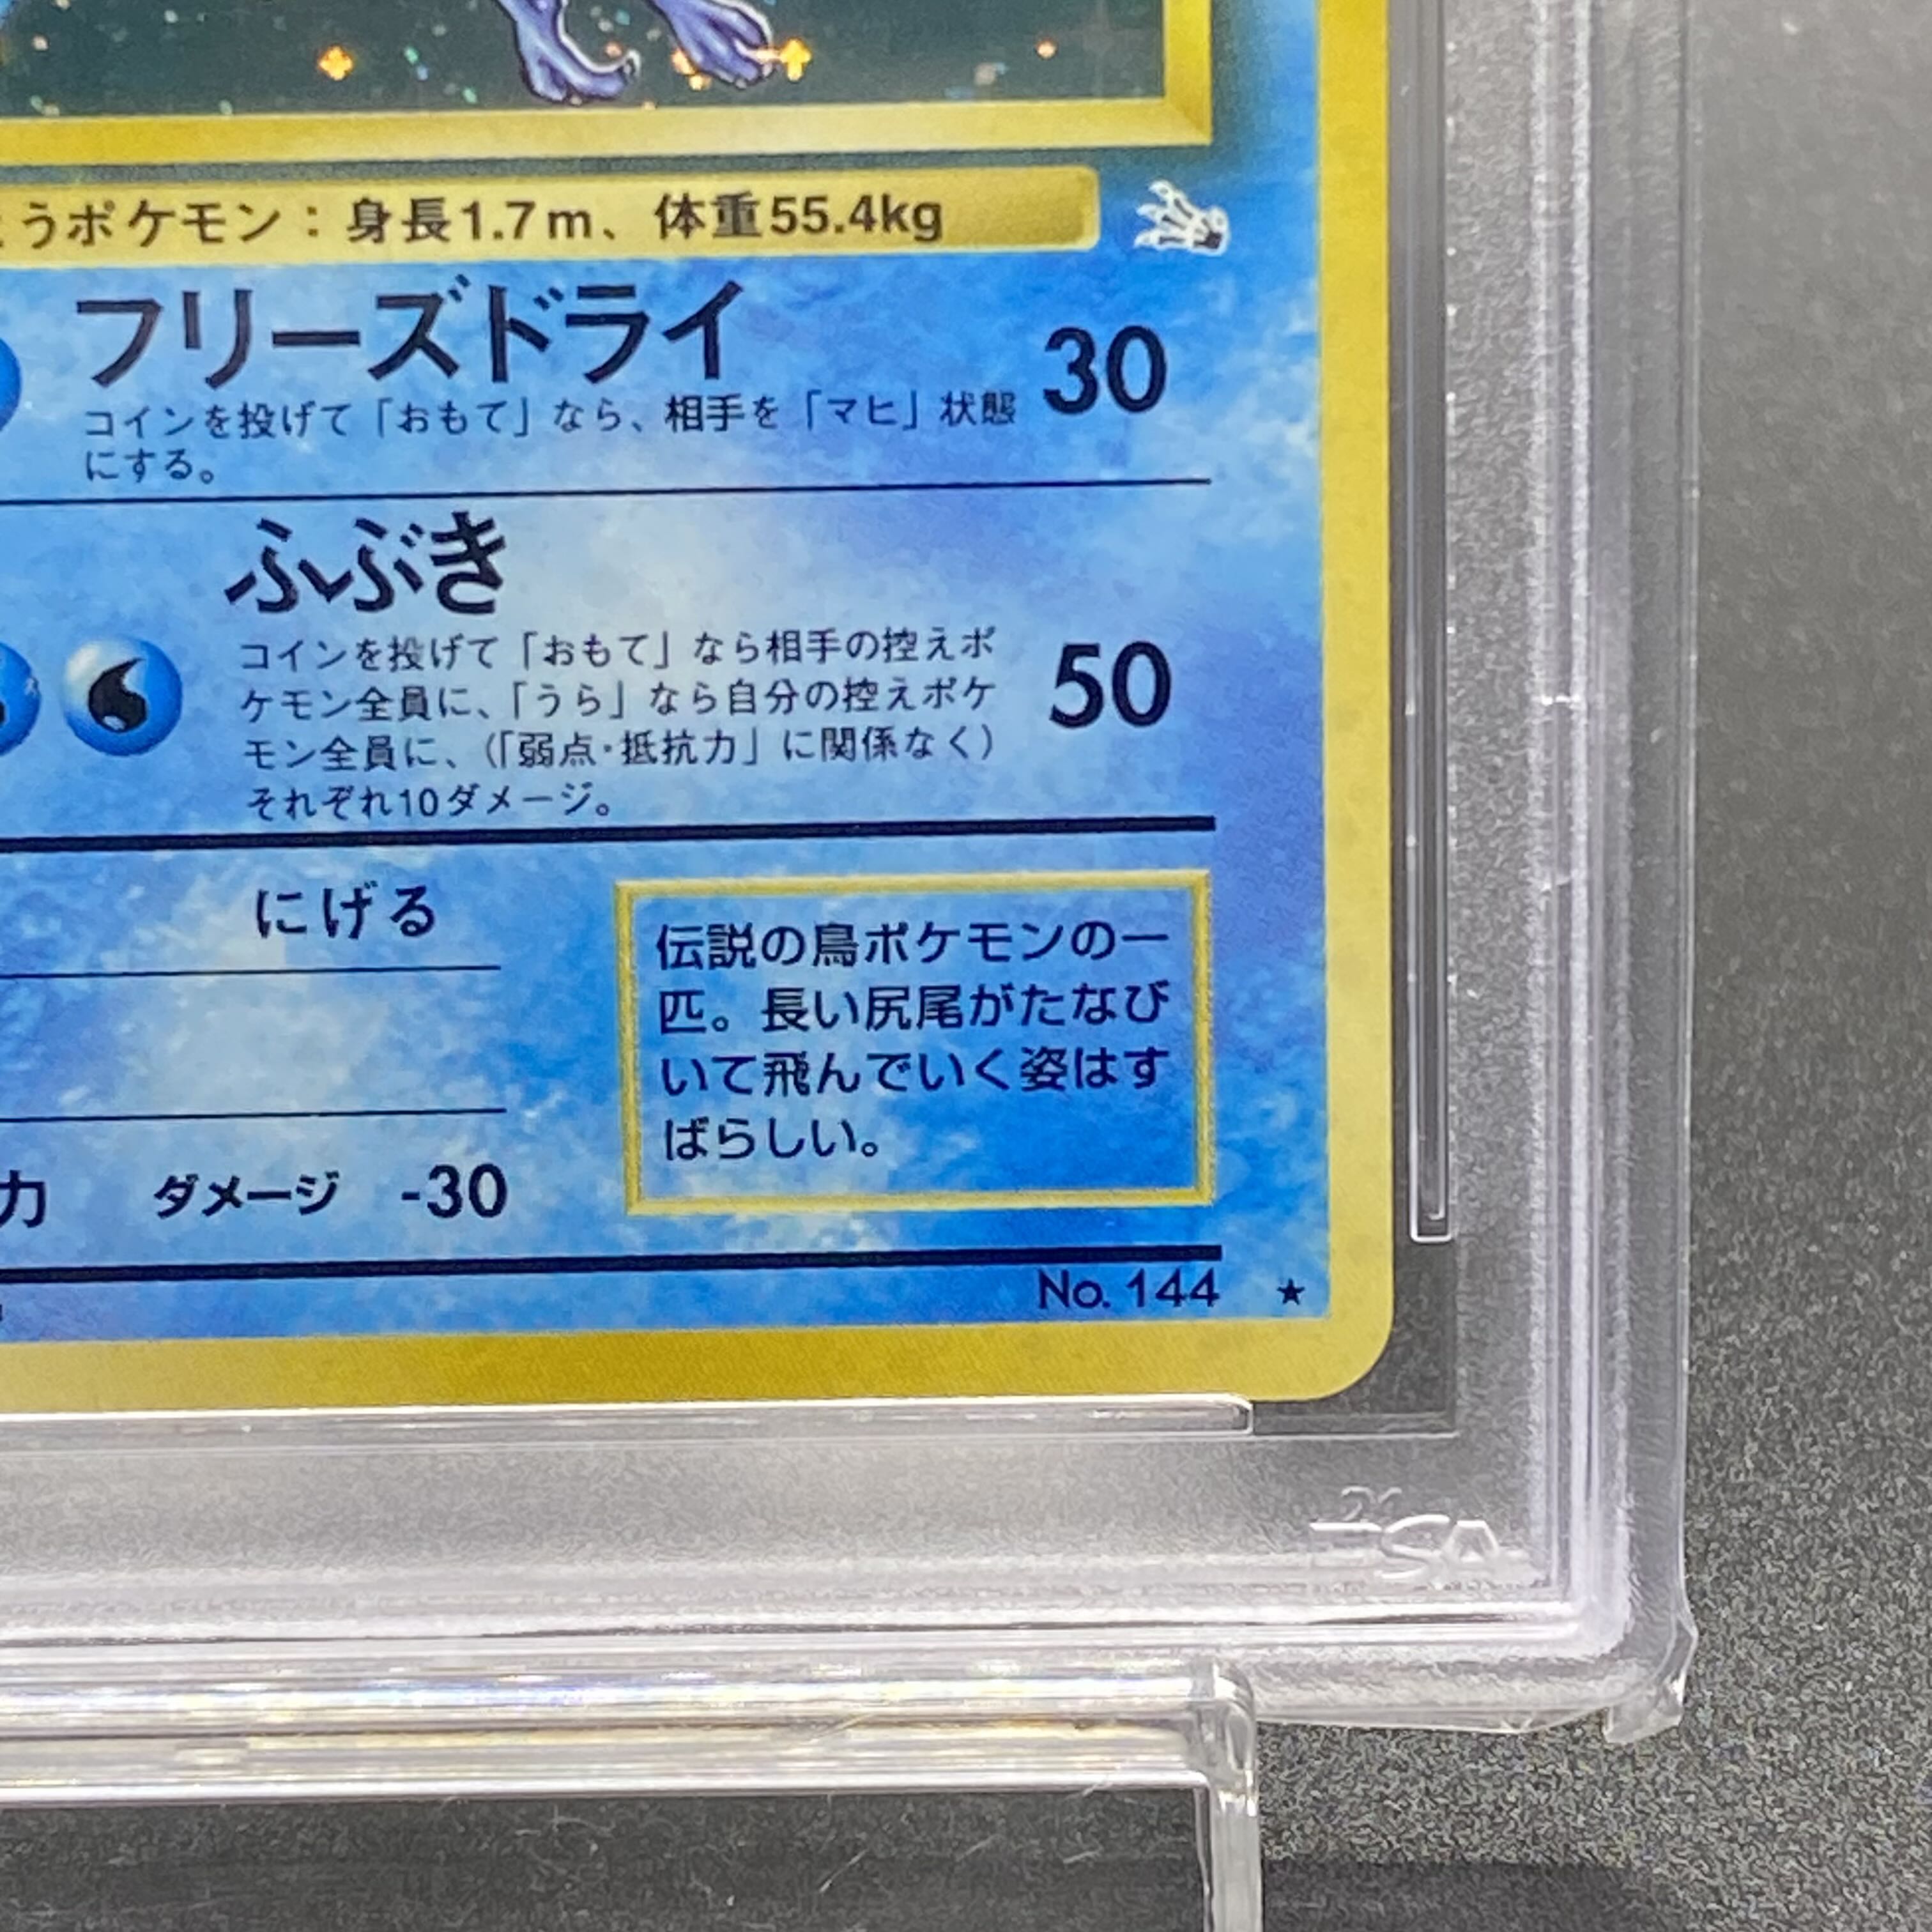 うポケモン：身長1.7m、体重55.4kg
フリーズドライ
30
コインを投げて「おもて」なら、相手を「マヒ」状態
にする。
ふぶき
コインを投げて「おもて」なら相手の控えポ
ケモン全員に、「うら」なら自分の控えポケ
モン全員に、（「弱点・抵抗力」に関係なく）
それぞれ10ダメージ。
50
にげる
伝説の鳥ポケモンの一
匹。長い尻尾がたなび
いて飛んでいく姿はす
ばらしい。
力 ダメージ -30
No. 144 ★
PSA